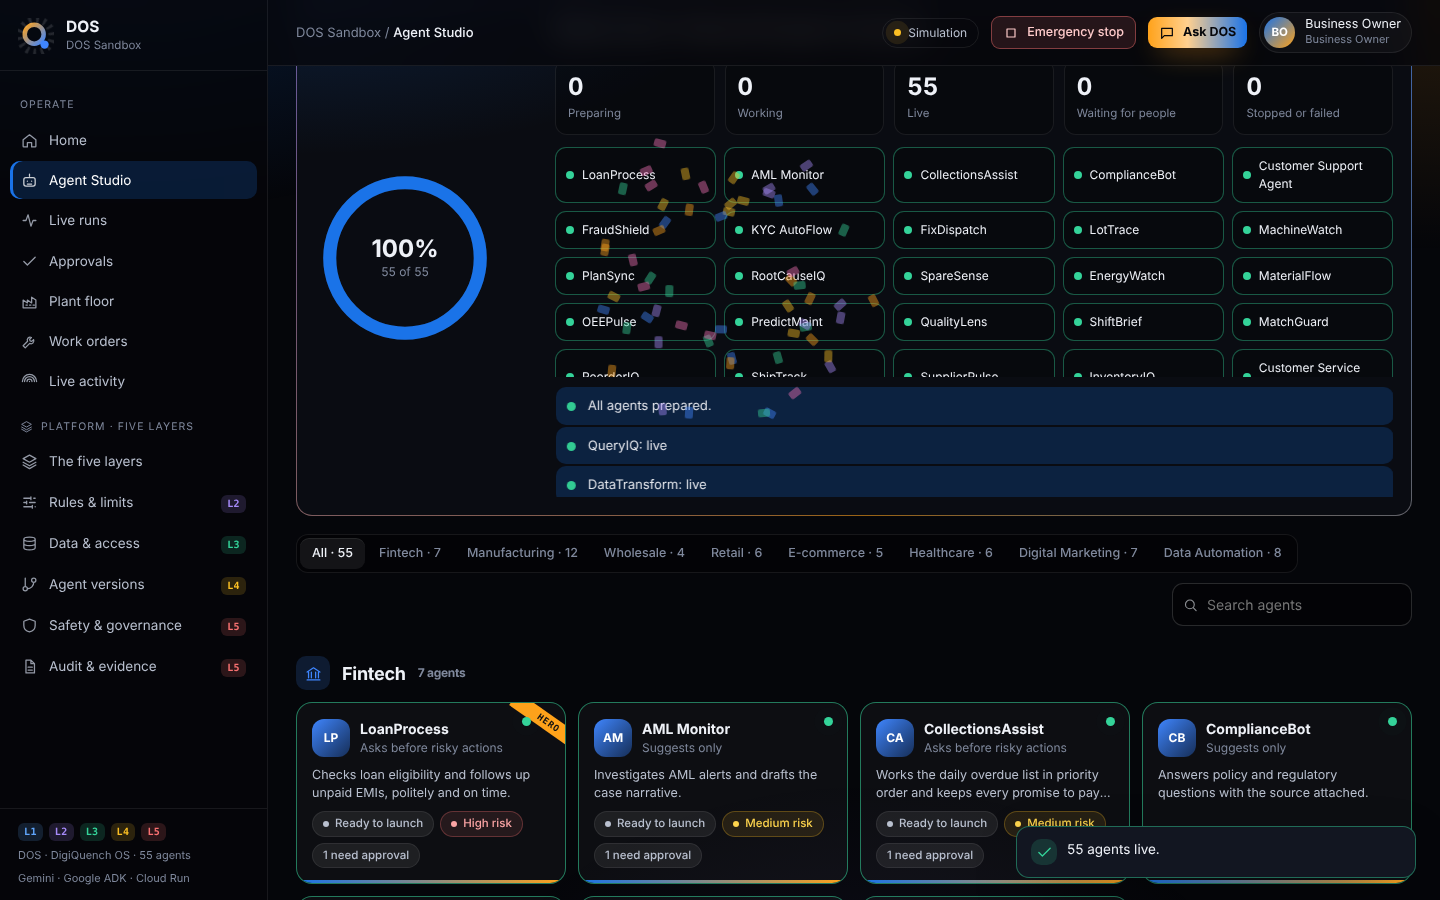 DOS
DOS Sandbox
OPERATE
Home
Agent Studio
Live runs
Approvals
Plant floor
Work orders
Live activity
PLATFORM · FIVE LAYERS
The five layers
Rules & limits L2
Data & access L3
Agent versions L4
Safety & governance L5
Audit & evidence L5
L1 L2 L3 L4 L5
DOS · DigiQuench OS · 55 agents
Gemini · Google ADK · Cloud Run
DOS Sandbox / Agent Studio
Simulation
Emergency stop
Ask DOS
BO
Business Owner
Business Owner
100%
55 of 55
0 0 55 0 0
Preparing Working Live Waiting for people Stopped or failed
LoanProcess AML Monitor CollectionsAssist ComplianceBot Customer Support
Agent
FraudShield KYC AutoFlow FixDispatch LotTrace MachineWatch
PlanSync RootCauseIQ SpareSense EnergyWatch MaterialFlow
OEEPulse PredictMaint QualityLens ShiftBrief MatchGuard
ReorderIQ ShipTrack SupplierPulse InventoryIQ Customer Service
All agents prepared.
QueryIQ: live
DataTransform: live
All · 55 Fintech · 7 Manufacturing · 12 Wholesale · 4 Retail · 6 E-commerce · 5 Healthcare · 6 Digital Marketing · 7 Data Automation · 8
Search agents
Fintech 7 agents
LP
LoanProcess
HERO
Asks before risky actions
Checks loan eligibility and follows up
unpaid EMIs, politely and on time.
Ready to launch High risk
1 need approval
AM
AML Monitor
Suggests only
Investigates AML alerts and drafts the
case narrative.
Ready to launch Medium risk
CA
CollectionsAssist
Asks before risky actions
Works the daily overdue list in priority
order and keeps every promise to pay...
Ready to launch Medium risk
1 need approval
CB
ComplianceBot
Suggests only
Answers policy and regulatory
questions with the source attached.
55 agents live.